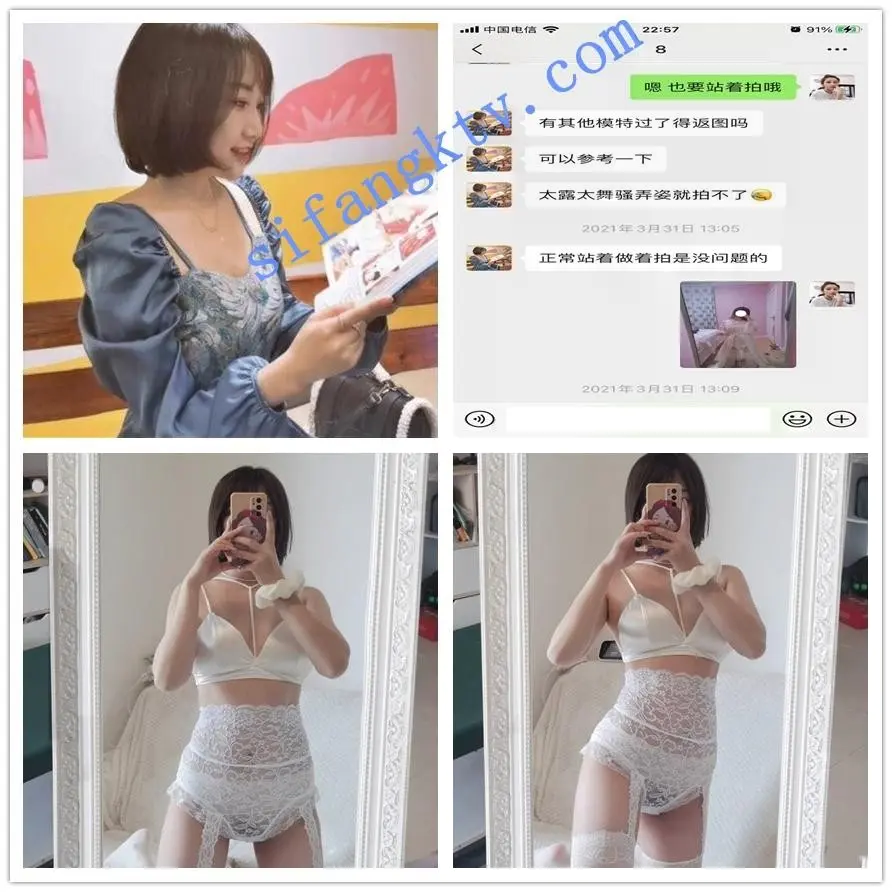 sifangktv.com
中国电信
22:57
91%
8
嗯 也要站着拍哦
有其他模特过了得返图吗
可以参考一下
太露太舞骚弄姿就拍不了
2021年3月31日 13:05
正常站着做着拍是没问题的
2021年3月31日 13:09